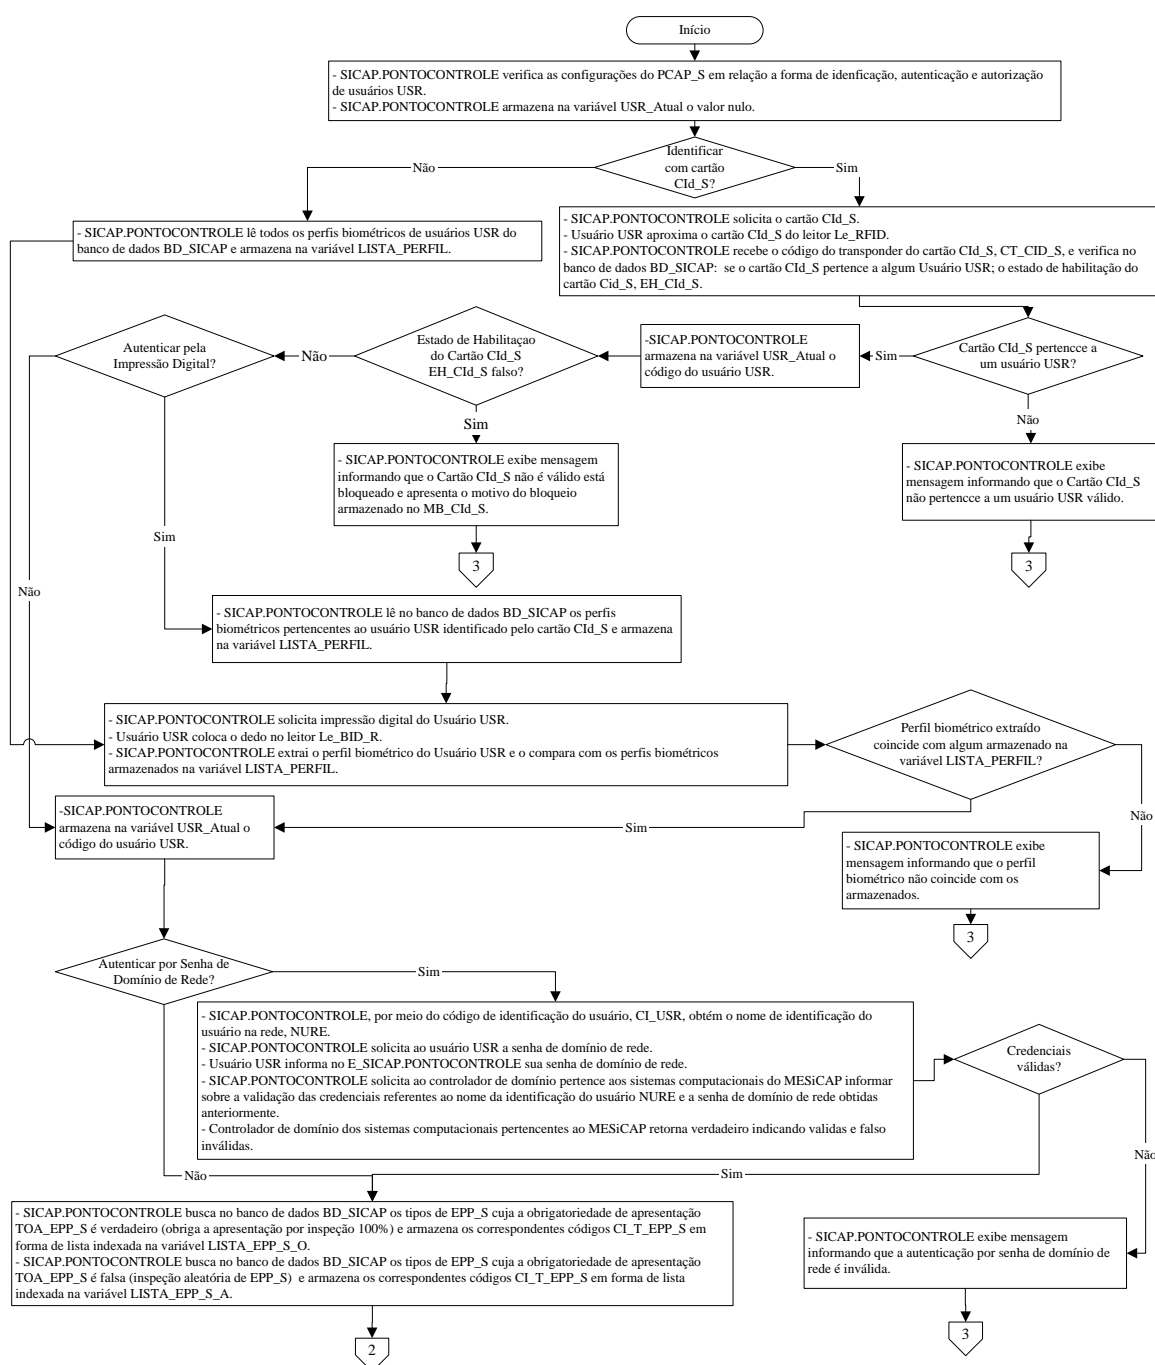 Início
- SICAP.PONTOCONTROLE verifica as configurações do PCAP_S em relação a forma de idenficação, autenticação e autorização
de usuários USR.
- SICAP.PONTOCONTROLE armazena na variável USR_Atual o valor nulo.
Identificar
com cartão
CId_S?
Não
Sim
- SICAP.PONTOCONTROLE lê todos os perfis biométricos de usuários USR do
banco de dados BD_SICAP e armazena na variável LISTA_PERFIL.
- SICAP.PONTOCONTROLE solicita o cartão CId_S.
- Usuário USR aproxima o cartão CId_S do leitor Le_RFID.
- SICAP.PONTOCONTROLE recebe o código do transponder do cartão CId_S, CT_CID_S, e verifica no
banco de dados BD_SICAP:  se o cartão CId_S pertence a algum Usuário USR; o estado de habilitação do
cartão Cid_S, EH_CId_S.
Autenticar pela
Impressão Digital?
Não
Estado de Habilitaçao
do Cartão CId_S
EH_CId_S falso?
-SICAP.PONTOCONTROLE
armazena na variável USR_Atual o
código do usuário USR.
Sim
Cartão CId_S pertencce a
um usuário USR?
Sim
Não
- SICAP.PONTOCONTROLE exibe mensagem
informando que o Cartão CId_S não é válido está
bloqueado e apresenta o motivo do bloqueio
armazenado no MB_CId_S.
- SICAP.PONTOCONTROLE exibe
mensagem informando que o Cartão CId_S
não pertencce a um usuário USR válido.
Sim
3
3
Não
- SICAP.PONTOCONTROLE lê no banco de dados BD_SICAP os perfis
biométricos pertencentes ao usuário USR identificado pelo cartão CId_S e armazena
na variável LISTA_PERFIL.
- SICAP.PONTOCONTROLE solicita impressão digital do Usuário USR.
- Usuário USR coloca o dedo no leitor Le_BID_R.
- SICAP.PONTOCONTROLE extrai o perfil biométrico do Usuário USR e o compara com os perfis biométricos
armazenados na variável LISTA_PERFIL.
Perfil biométrico extraído
coincide com algum armazenado na
variável LISTA_PERFIL?
-SICAP.PONTOCONTROLE
armazena na variável USR_Atual o
código do usuário USR.
Sim
Não
- SICAP.PONTOCONTROLE exibe
mensagem informando que o perfil
biométrico não coincide com os
armazenados.
3
Autenticar por Senha de
Domínio de Rede?
Sim
- SICAP.PONTOCONTROLE, por meio do código de identificação do usuário, CI_USR, obtém o nome de identificação do
usuário na rede, NURE.
- SICAP.PONTOCONTROLE solicita ao usuário USR a senha de domínio de rede.
- Usuário USR informa no E_SICAP.PONTOCONTROLE sua senha de domínio de rede.
- SICAP.PONTOCONTROLE solicita ao controlador de domínio pertence aos sistemas computacionais do MESiCAP informar
sobre a validação das credenciais referentes ao nome da identificação do usuário NURE e a senha de domínio de rede obtidas
anteriormente.
- Controlador de domínio dos sistemas computacionais pertencentes ao MESiCAP retorna verdadeiro indicando validas e falso
inválidas.
Credenciais
válidas?
Não
Não
Sim
- SICAP.PONTOCONTROLE busca no banco de dados BD_SICAP os tipos de EPP_S cuja a obrigatoriedade de apresentação
TOA_EPP_S é verdadeiro (obriga a apresentação por inspeção 100%) e armazena os correspondentes códigos CI_T_EPP_S em
forma de lista indexada na variável LISTA_EPP_S_O.
- SICAP.PONTOCONTROLE busca no banco de dados BD_SICAP os tipos de EPP_S cuja a obrigatoriedade de apresentação
TOA_EPP_S é falsa (inspeção aleatória de EPP_S)  e armazena os correspondentes códigos CI_T_EPP_S em forma de lista
indexada na variável LISTA_EPP_S_A.
- SICAP.PONTOCONTROLE exibe mensagem
informando que a autenticação por senha de domínio de
rede é inválida.
2
3